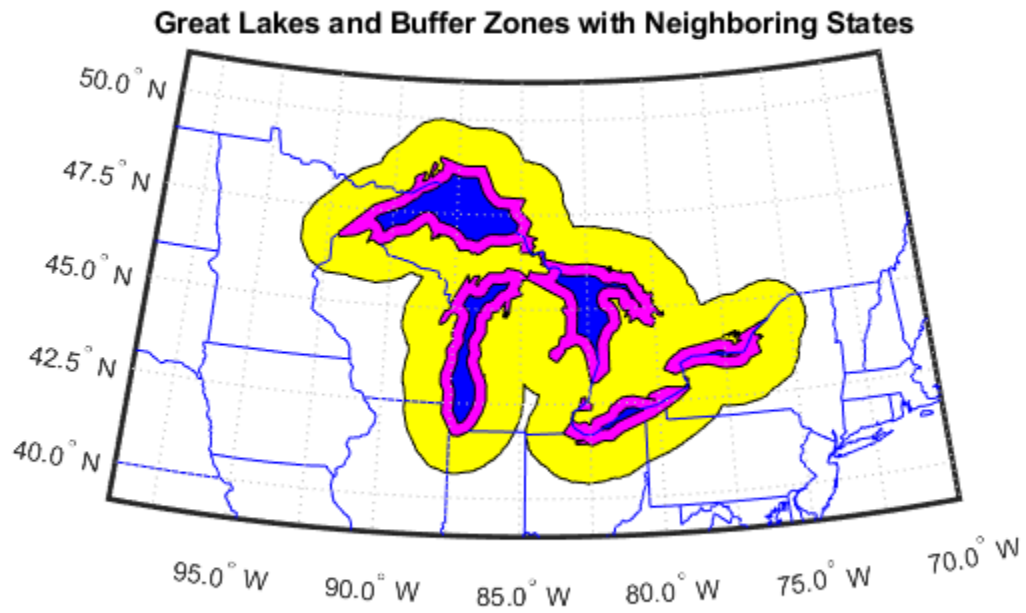 Great Lakes and Buffer Zones with Neighboring States
50.0° N
47.5° N
45.0° N
42.5° N
40.0° N
95.0° W
90.0° W
85.0° W
80.0° W
75.0° W
70.0° W